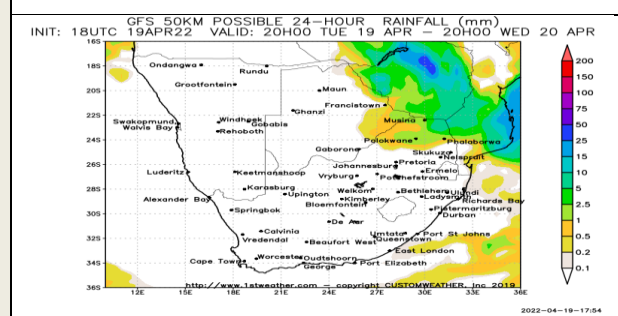 GFS 50KM POSSIBLE 24-HOUR RAINFALL (mm)
INIT: 18UTC 19APR22 VALID: 20H00 TUE 19 APR - 20H00 WED 20 APR
16S
Ondangwa
Rundu
18S
Grootfontein
Maun
20S
Ghanzi
Francistown
22S
Swakopmund
Windhoek
Gobabis
Musina
Walvis Bay
Rehoboth
24S
Polokwane
Phalaborwa
Gaborone
Skukuza
26S
Johannesburg
Pretoria
Nelspruit
Luderitz
Keetmanshoop
Vryburg
Potchefstroom
Ermelo
28S
Karasburg
Upington
Welkom
Bethlehem
Ulundi
Alexander Bay
Kimberley
Ladysmith
Richards Bay
Bloemfontein
30S
Springbok
Pietermaritzburg
Durban
De Aar
32S
Calvinia
Umtata
Port St Johns
Vredendal
Beaufort West
Queenstown
East London
34S
Cape Town
Worcester
Oudtshoorn
George
Port Elizabeth
http://www.1stweather.com - copyright CUSTOMWEATHER, Inc 2019
36S
12E 15E 18E 21E 24E 27E 30E 33E 36E
200
150
100
75
50
25
15
10
5
2.5
1
0.5
0.2
0.1
2022-04-19-17:54